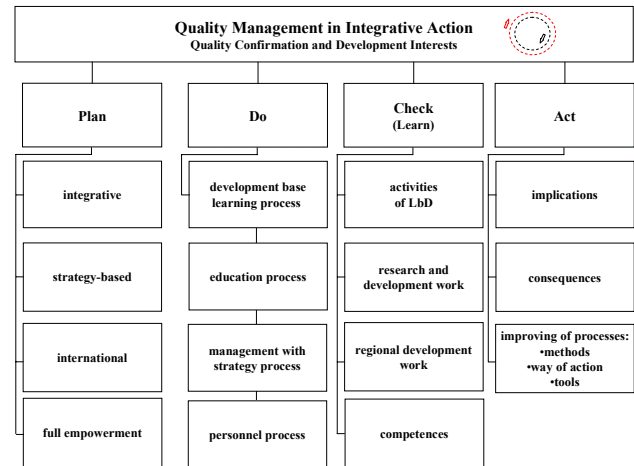 Quality Management in Integrative Action
Quality Confirmation and Development Interests
Plan
integrative
strategy-based
international
full empowerment
Do
development base
learning process
education process
management with
strategy process
personnel process
Check
(Learn)
activities
of LbD
research and
development work
regional development
work
competences
Act
implications
consequences
improving of processes:
•methods
•way of action
•tools